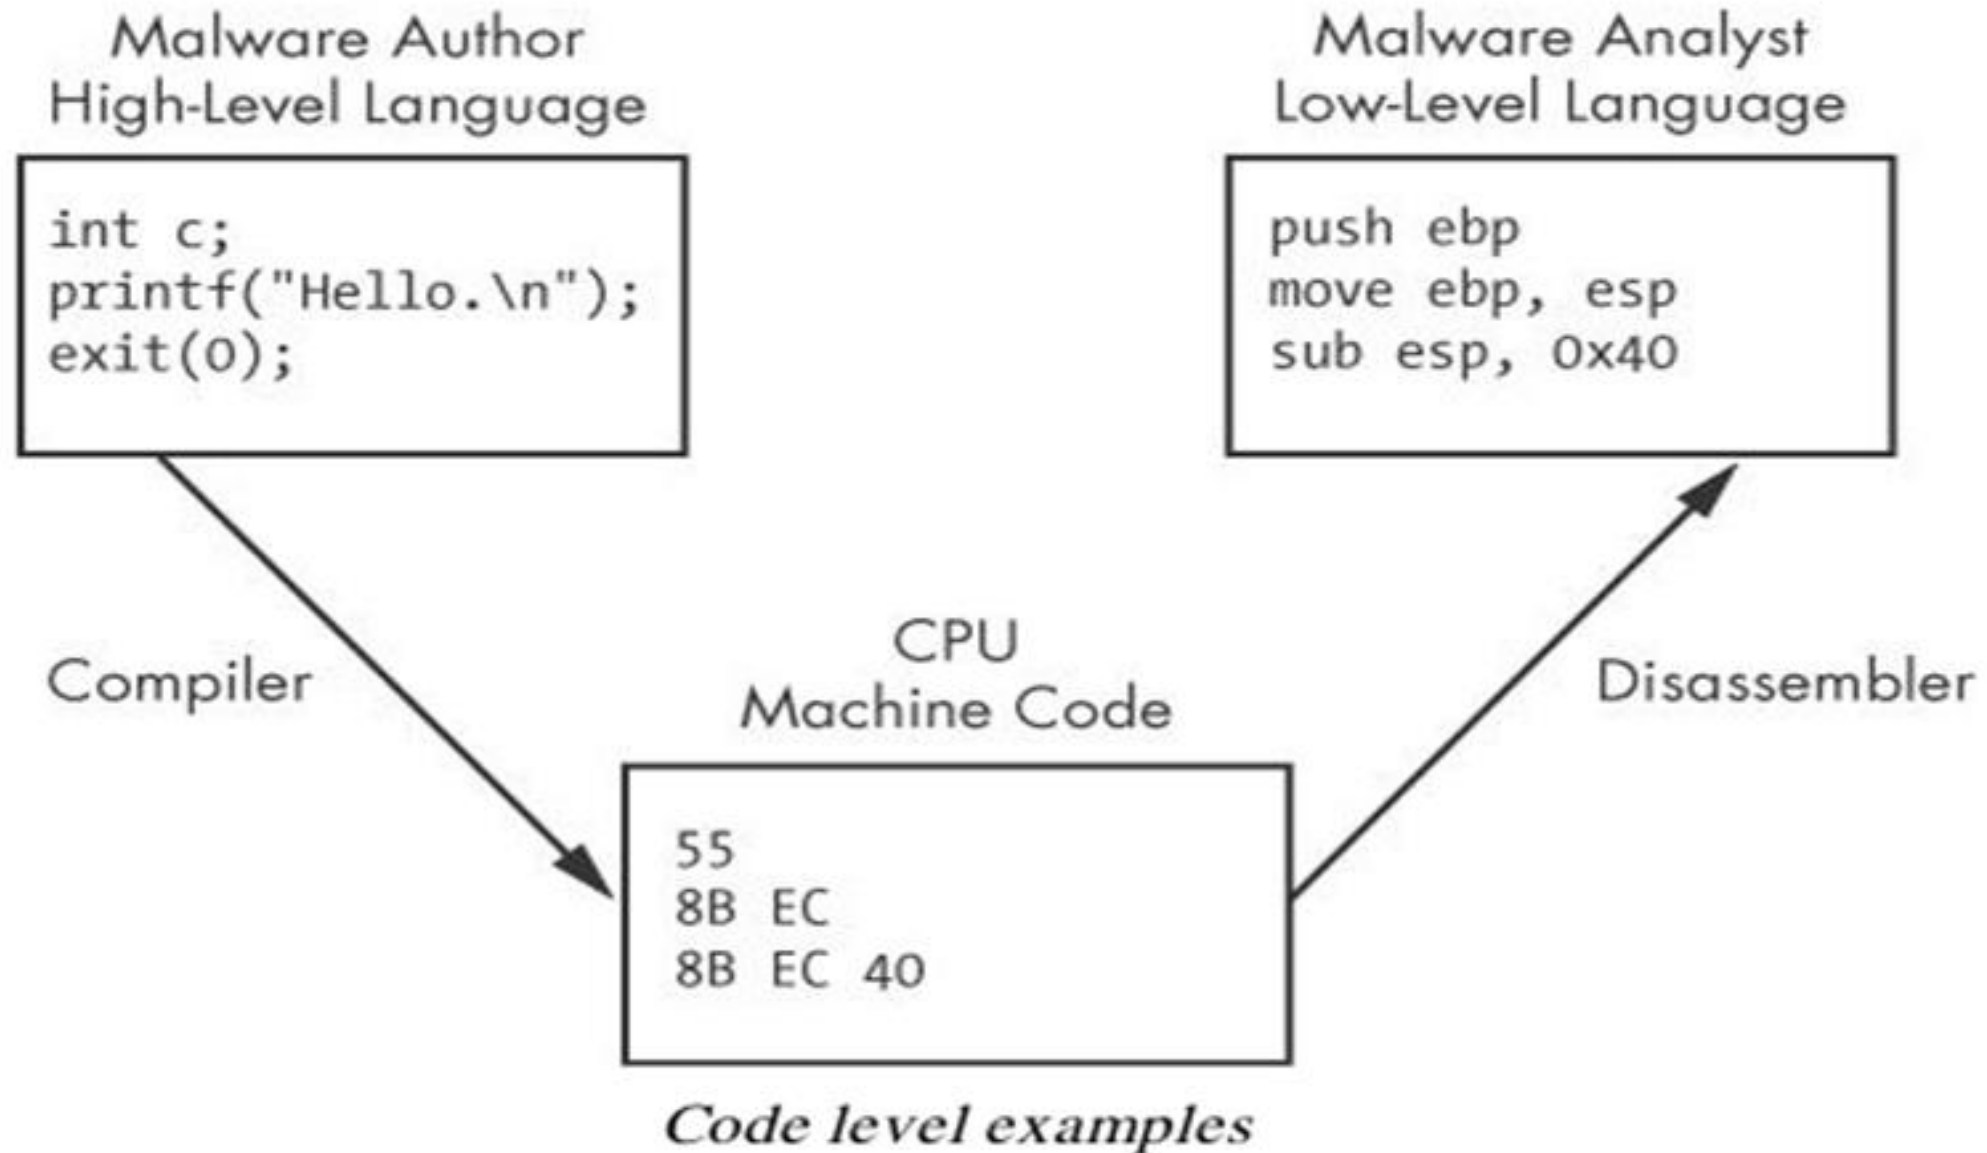 Malware Author
High-Level Language
int c;
printf("Hello.\n");
exit(0);
Malware Analyst
Low-Level Language
push ebp
move ebp, esp
sub esp, 0x40
Compiler
CPU
Machine Code
55
8B EC
8B EC 40
Disassembler
Code level examples